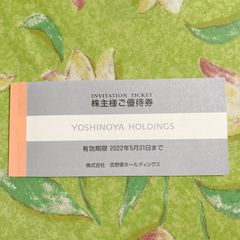 INVITATION TICKET
株主様ご優待券
YOSHINOYA HOLDINGS
有効期限 2022年5月31日まで
株式会社 吉野家ホールディングス